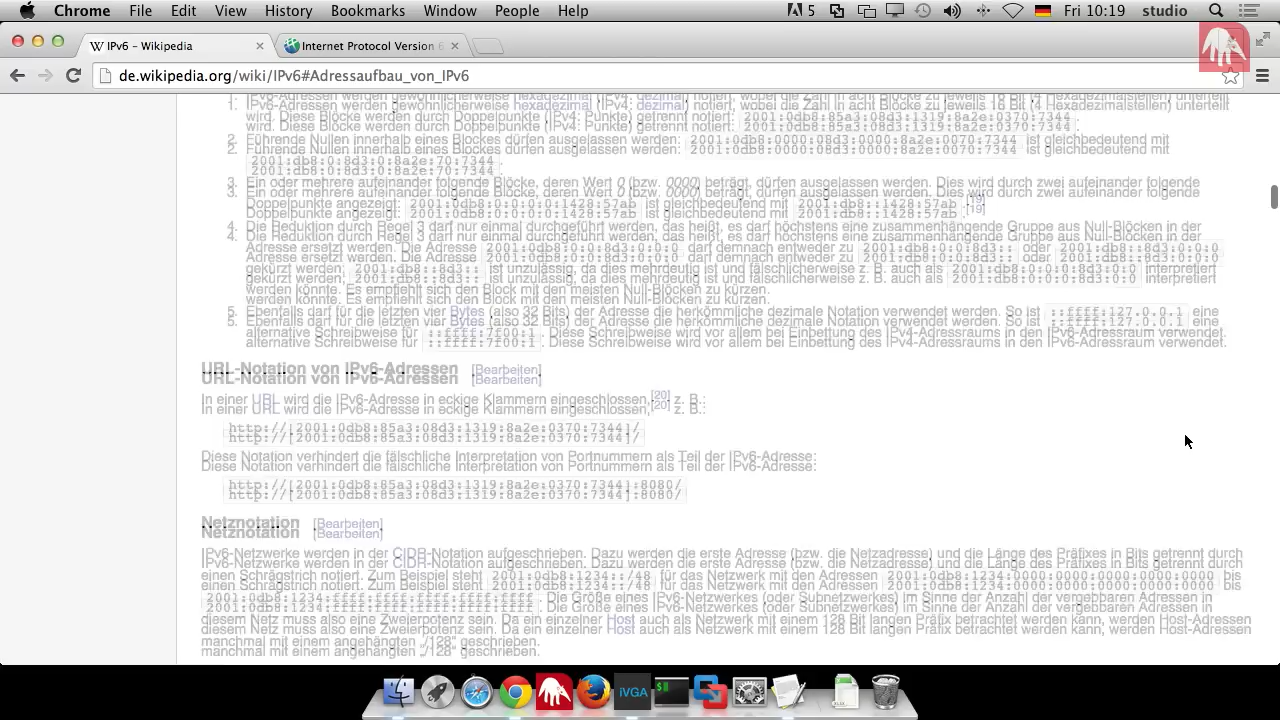 Chrome File Edit View History Bookmarks Window People Help 5 Fri 10:19 studio
IPv6 – Wikipedia × Internet Protocol Version 6 ×
de.wikipedia.org/wiki/IPv6#Adressaufbau_von_IPv6
1. IPv6-Adressen werden gewöhnlicherweise hexadezimal (IPv4: dezimal) notiert, wobei die Zahl in acht Blöcke zu jeweils 16 Bit (4 Hexadezimalstellen) unterteilt
wird. Diese Blöcke werden durch Doppelpunkte (IPv4: Punkte) getrennt notiert: 2001:0db8:85a3:08d3:1319:8a2e:0370:7344.
2. Führende Nullen innerhalb eines Blockes dürfen ausgelassen werden: 2001:0db8:0000:08d3:0000:8a2e:0070:7344 ist gleichbedeutend mit
2001:db8:0:8d3:0:8a2e:70:7344.
3. Ein oder mehrere aufeinander folgende Blöcke, deren Wert 0 (bzw. 0000) beträgt, dürfen ausgelassen werden. Dies wird durch zwei aufeinander folgende
Doppelpunkte angezeigt: 2001:0db8:0:0:0:0:1428:57ab ist gleichbedeutend mit 2001:db8::1428:57ab.[19]
4. Die Reduktion durch Regel 3 darf nur einmal durchgeführt werden, das heißt, es darf höchstens eine zusammenhängende Gruppe aus Null-Blöcken in der
Adresse ersetzt werden. Die Adresse 2001:0db8:0:0:8d3:0:0:0 darf demnach entweder zu 2001:db8:0:0:8d3:: oder 2001:db8::8d3:0:0:0
gekürzt werden; 2001:db8::8d3:: ist unzulässig, da dies mehrdeutig ist und fälschlicherweise z. B. auch als 2001:db8:0:0:0:8d3:0:0 interpretiert
werden könnte. Es empfiehlt sich den Block mit den meisten Null-Blöcken zu kürzen.
5. Ebenfalls darf für die letzten vier Bytes (also 32 Bits) der Adresse die herkömmliche dezimale Notation verwendet werden. So ist ::ffff:127.0.0.1 eine
alternative Schreibweise für ::ffff:7f00:1. Diese Schreibweise wird vor allem bei Einbettung des IPv4-Adressraums in den IPv6-Adressraum verwendet.
URL-Notation von IPv6-Adressen [Bearbeiten]
In einer URL wird die IPv6-Adresse in eckige Klammern eingeschlossen,[20] z. B.:
http://[2001:0db8:85a3:08d3:1319:8a2e:0370:7344]/
Diese Notation verhindert die fälschliche Interpretation von Portnummern als Teil der IPv6-Adresse:
http://[2001:0db8:85a3:08d3:1319:8a2e:0370:7344]:8080/
Netznotation [Bearbeiten]
IPv6-Netzwerke werden in der CIDR-Notation aufgeschrieben. Dazu werden die erste Adresse (bzw. die Netzadresse) und die Länge des Präfixes in Bits getrennt durch
einen Schrägstrich notiert. Zum Beispiel steht 2001:0db8:1234::/48 für das Netzwerk mit den Adressen 2001:0db8:1234:0000:0000:0000:0000:0000 bis
2001:0db8:1234:ffff:ffff:ffff:ffff:ffff. Die Größe eines IPv6-Netzwerkes (oder Subnetzwerkes) im Sinne der Anzahl der vergebbaren Adressen in
diesem Netz muss also eine Zweierpotenz sein. Da ein einzelner Host auch als Netzwerk mit einem 128 Bit langen Präfix betrachtet werden kann, werden Host-Adressen
manchmal mit einem angehängten „/128“ geschrieben.
iVGA
XLSX